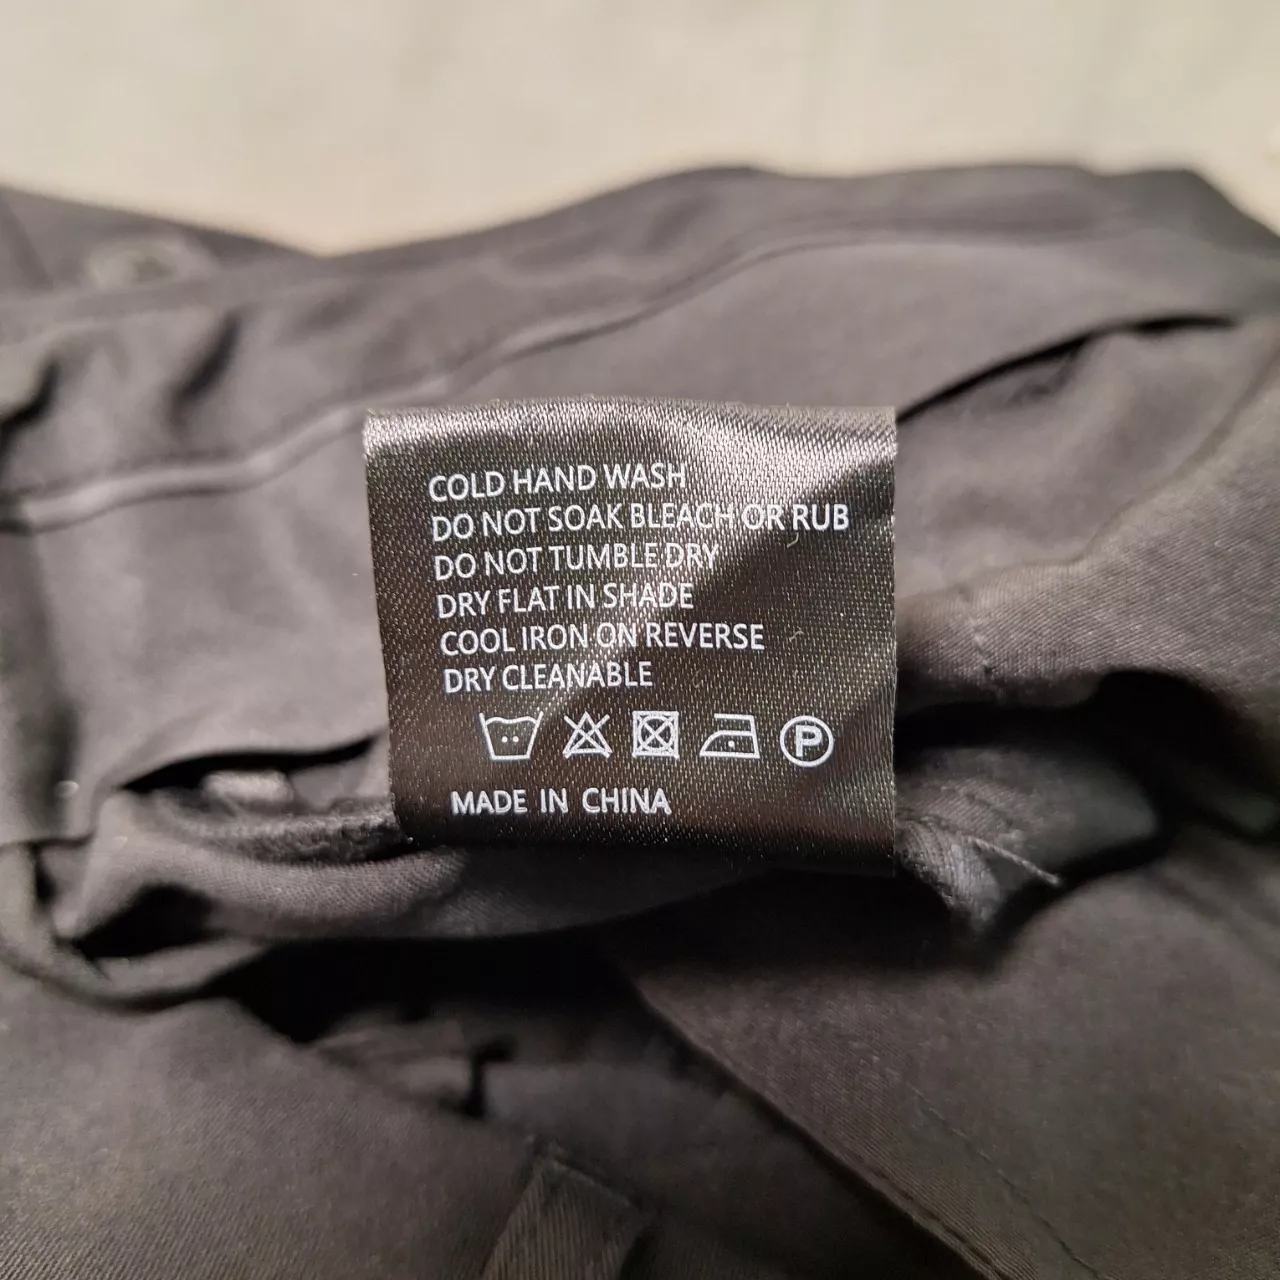 COLD HAND WASH
DO NOT SOAK BLEACH OR RUB
DO NOT TUMBLE DRY
DRY FLAT IN SHADE
COOL IRON ON REVERSE
DRY CLEANABLE
P
MADE IN CHINA